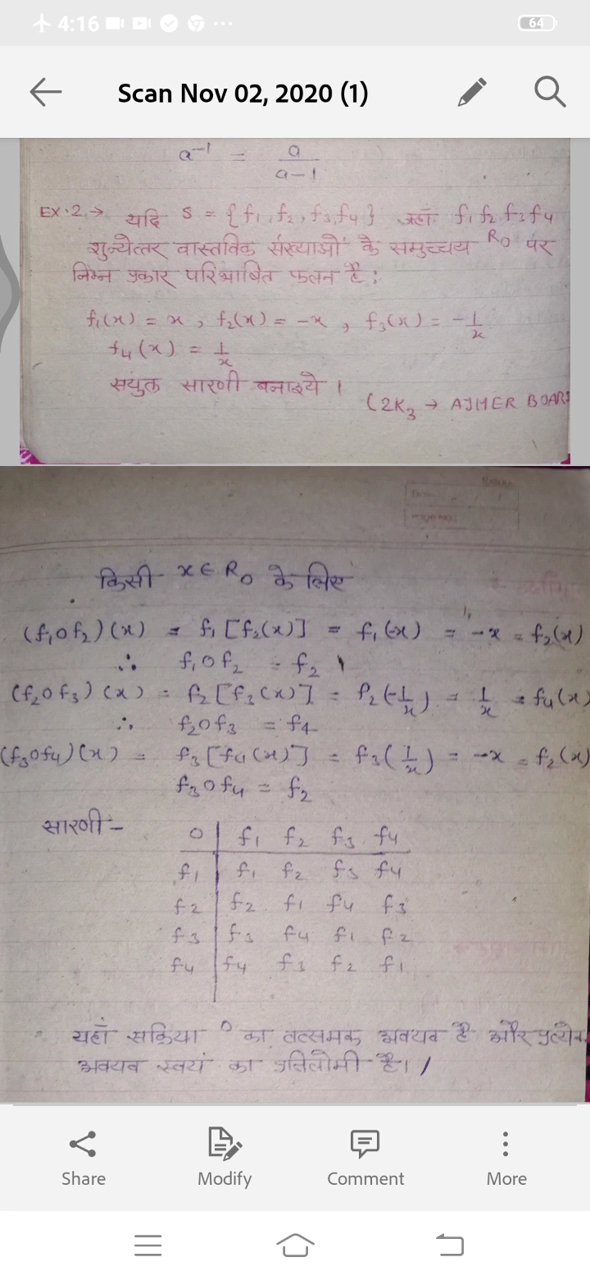 4:16
64
Scan Nov 02, 2020 (1)
a⁻¹ = a
a-1
EX.2.→ यदि S = {f₁, f₂, f₃, f₄} जहाँ f₁ f₂ f₃ f₄
शून्येत्तर वास्तविक संख्याओं के समुच्चय R₀ पर
निम्न प्रकार परिभाषित फलन है:
f₁(x) = x, f₂(x) = -x, f₃(x) = -1/x
f₄(x) = 1/x
सयुंक्त सारणी बनाइये।
(2K₃ → AJMER BOAR
किसी x ∈ R₀ के लिए
(f₁of₂)(x) = f₁[f₂(x)] = f₁(-x) = -x = f₂(x)
∴ f₁of₂ = f₂
(f₂of₃)(x) = f₂[f₃(x)] = f₂(-1/x) = 1/x = f₄(x)
∴ f₂of₃ = f₄
(f₃of₄)(x) = f₃[f₄(x)] = f₃(1/x) = -x = f₂(x)
f₃of₄ = f₂
सारणी:-
o f₁ f₂ f₃ f₄
f₁ f₁ f₂ f₃ f₄
f₂ f₂ f₁ f₄ f₃
f₃ f₃ f₄ f₁ f₂
f₄ f₄ f₃ f₂ f₁
यहाँ सक्रिया o का तत्समक अवयव है और प्रत्येक
अवयव स्वयं का प्रतिलोमी है।
Share
Modify
Comment
More